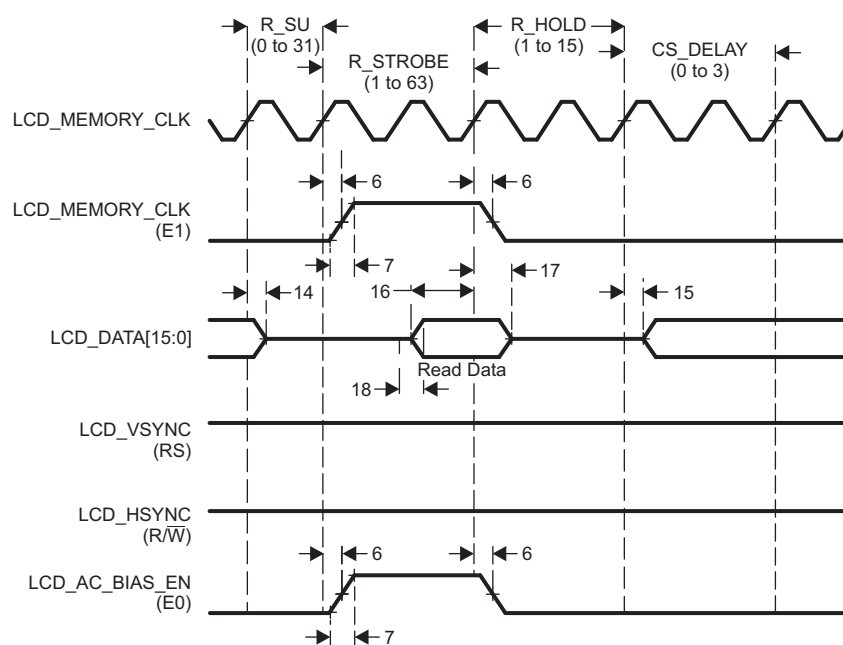 R_SU
(0 to 31)
R_STROBE
(1 to 63)
R_HOLD
(1 to 15)
CS_DELAY
(0 to 3)
LCD_MEMORY_CLK
6
6
LCD_MEMORY_CLK
(E1)
7
17
14
16
15
LCD_DATA[15:0]
Read Data
18
LCD_VSYNC
(RS)
LCD_HSYNC
(R/W̅)
6
6
LCD_AC_BIAS_EN
(E0)
7